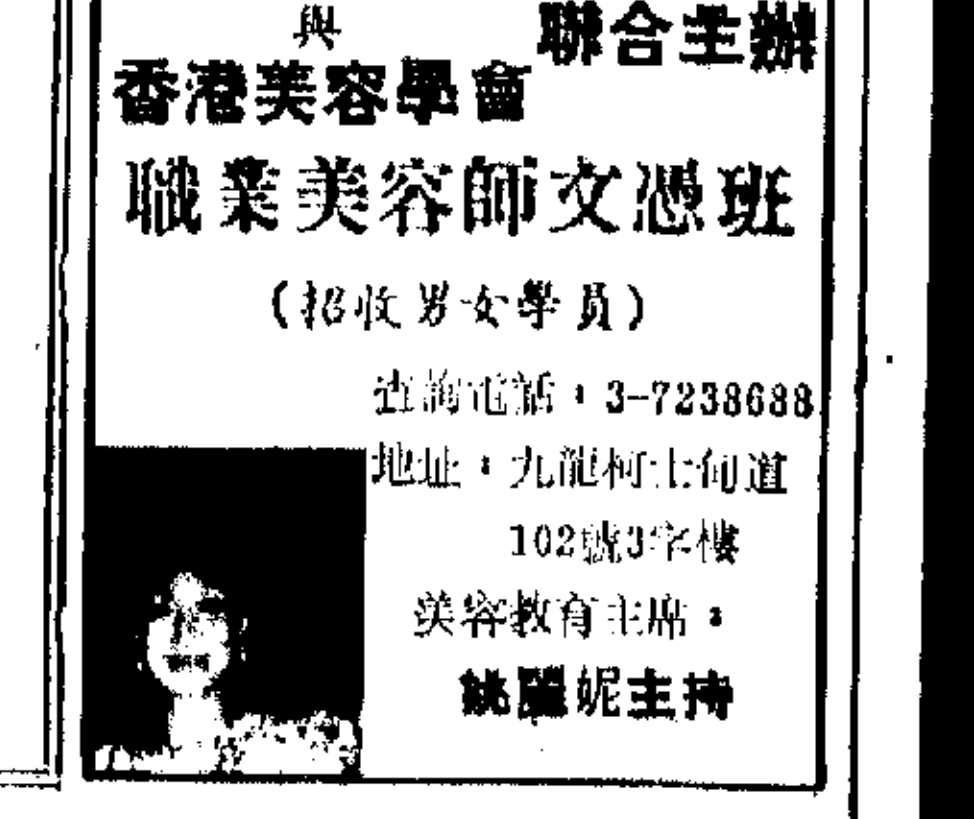 與
聯合主辦
香港美容學會
職業美容師文憑班
（招收男女學員）
查詢電話：3-7238688
地址：九龍柯士甸道
102號3字樓
美容教育主席：
麗妮主持